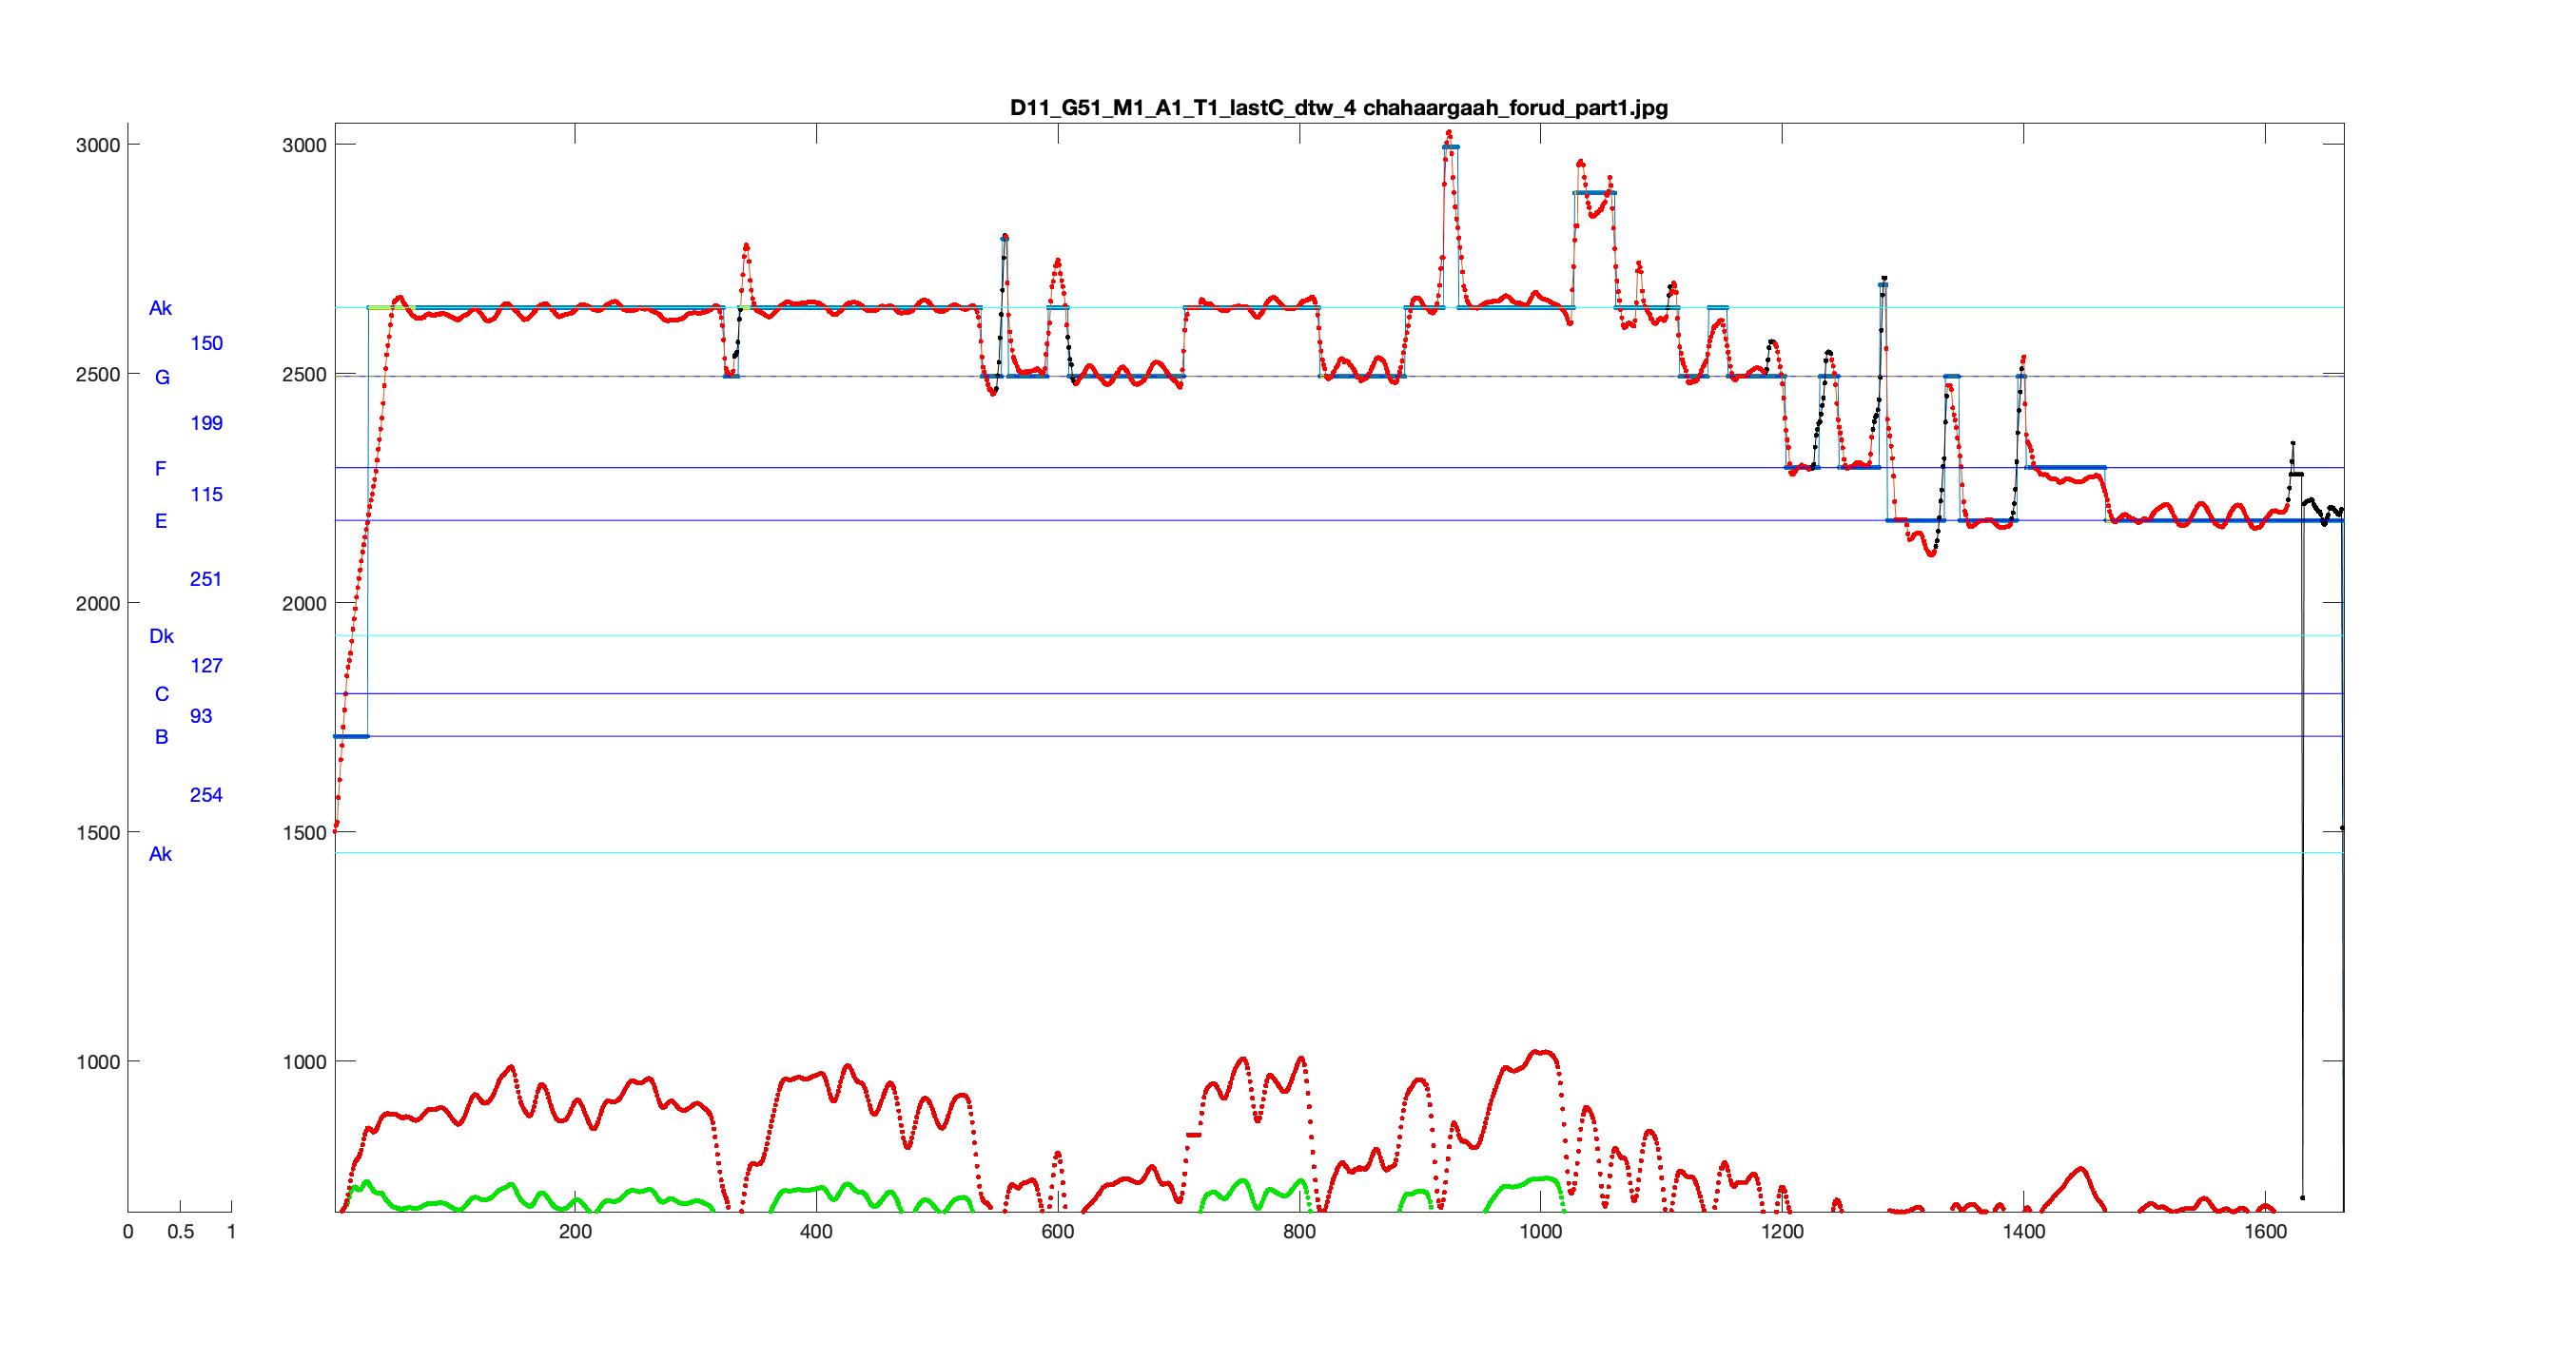 D11_G51_M1_A1_T1_lastC_dtw_4 chahaargaah_forud_part1.jpg
3000 3000
Ak
150
2500 G 2500
199
F
115
E
251
2000 2000
Dk
127
C
93
B
254
1500 1500
Ak
1000 1000
0 0.5 1 200 400 600 800 1000 1200 1400 1600